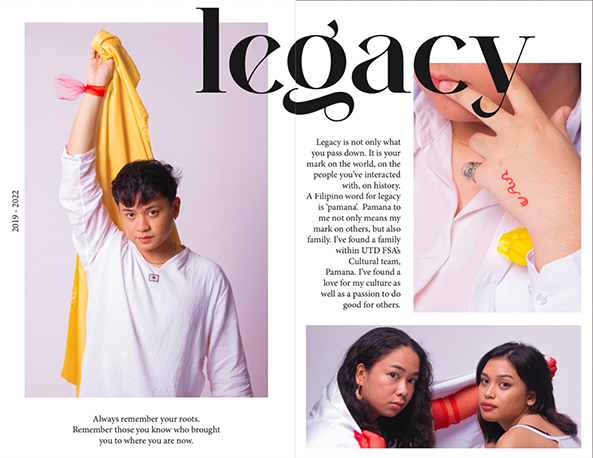 legacy
2019 - 2022
Always remember your roots.
Remember those you know who brought
you to where you are now.
Legacy is not only what
you pass down. It is your
mark on the world, on the
people you've interacted
with, on history.
A Filipino word for legacy
is 'pamana'. Pamana to
me not only means my
mark on others, but also
family. I've found a family
within UTD FSA's
Cultural team,
Pamana. I've found a
love for my culture as
well as a passion to do
good for others.